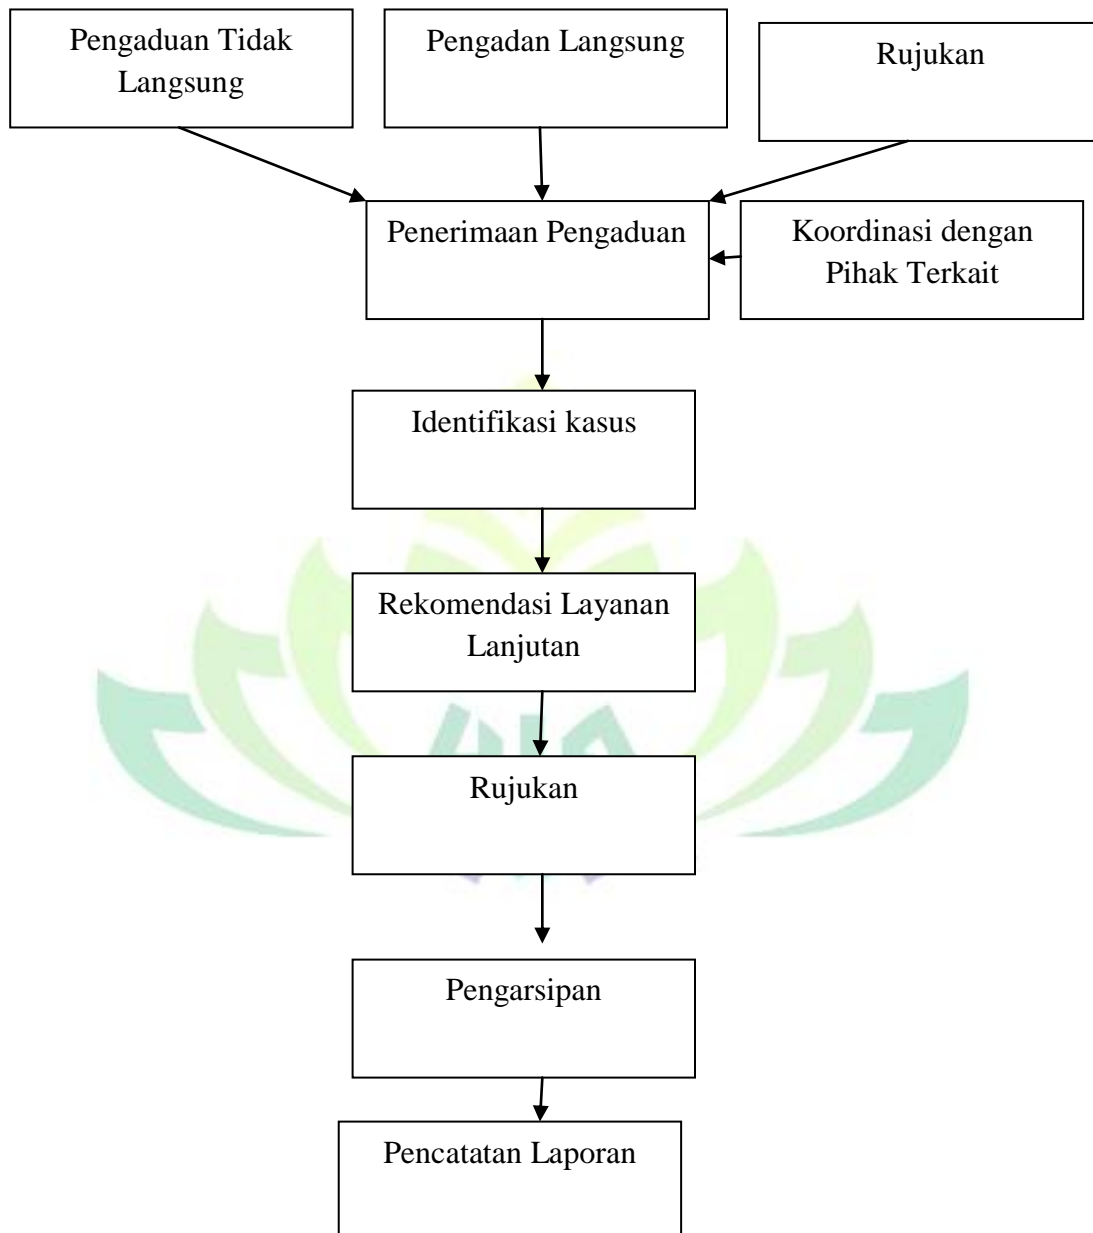 Pengaduan Tidak
Langsung
Pengadan Langsung
Rujukan
Penerimaan Pengaduan
Koordinasi dengan
Pihak Terkait
Identifikasi kasus
Rekomendasi Layanan
Lanjutan
Rujukan
Pengarsipan
Pencatatan Laporan